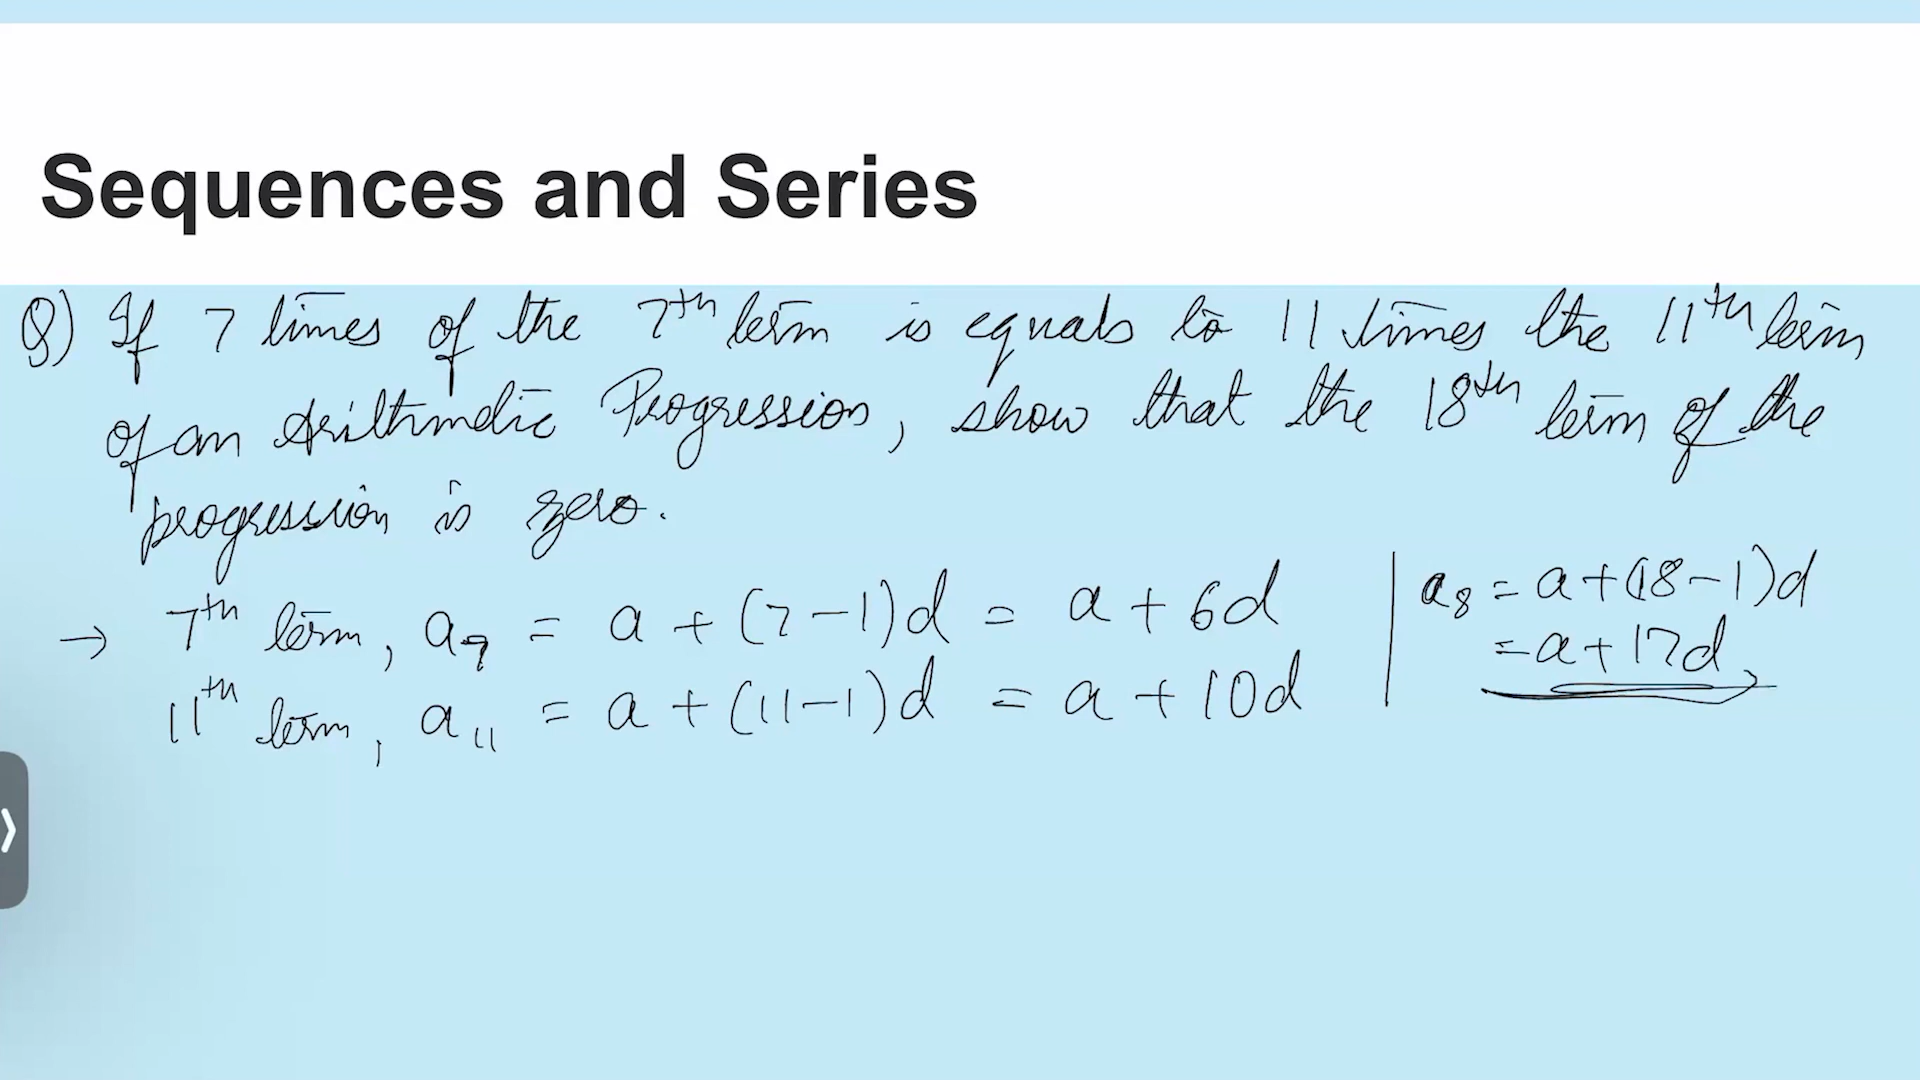 Sequences and Series
Q) If 7 times of the 7th term is equals to 11 times the 11th term
of an Arithmetic Progression, show that the 18th term of the
progression is zero.
→ 7th term, a₇ = a + (7-1)d = a + 6d
11th term, a₁₁ = a + (11-1)d = a + 10d
a₈ = a + (18-1)d
= a + 17d